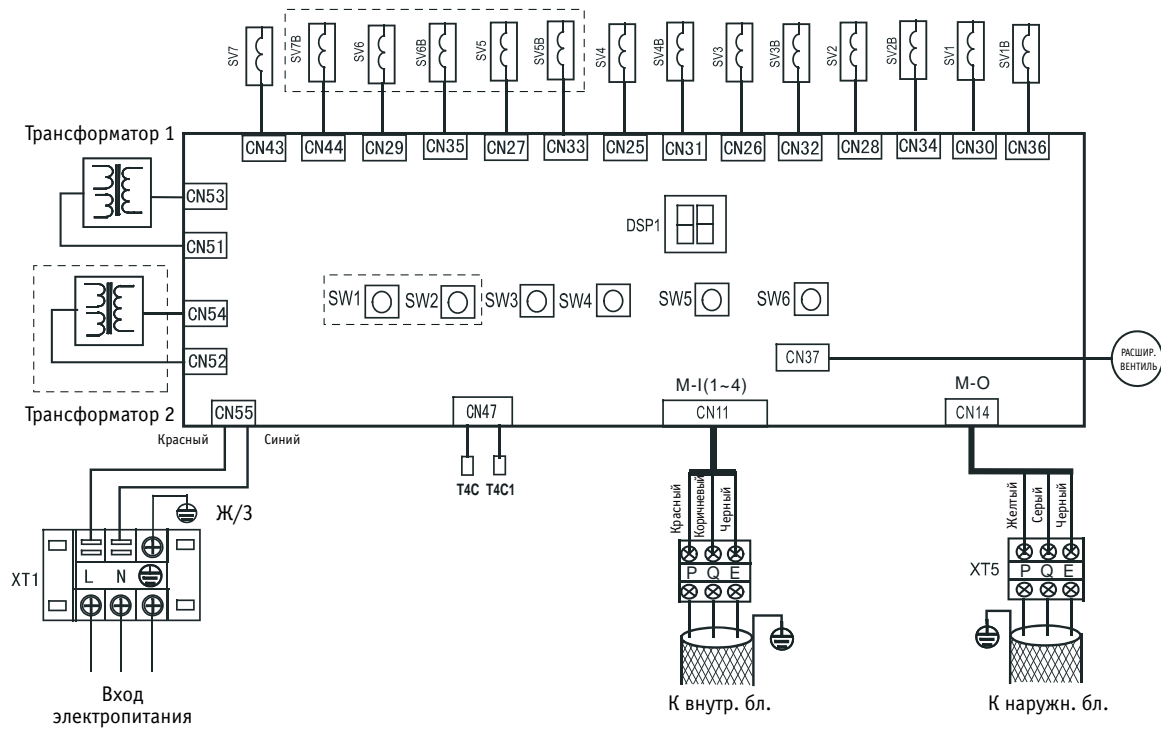 SV7 SV7B SV6 SV6B SV5 SV5B SV4 SV4B SV3 SV3B SV2 SV2B SV1 SV1B
Трансформатор 1
CN43 CN44 CN29 CN35 CN27 CN33 CN25 CN31 CN26 CN32 CN28 CN34 CN30 CN36
CN53
DSP1
CN51
SW1 SW2 SW3 SW4 SW5 SW6
CN54
CN52
CN37
РАСШИР.
ВЕНТИЛЬ
Трансформатор 2
M-I(1~4)
M-O
CN55
CN47
CN11
CN14
Красный
Синий
T4C T4C1
Ж/З
Красный
Коричневый
Черный
Желтый
Серый
Черный
XT1
L N
P Q E
XT5
P Q E
Вход
электропитания
К внутр. бл.
К наружн. бл.